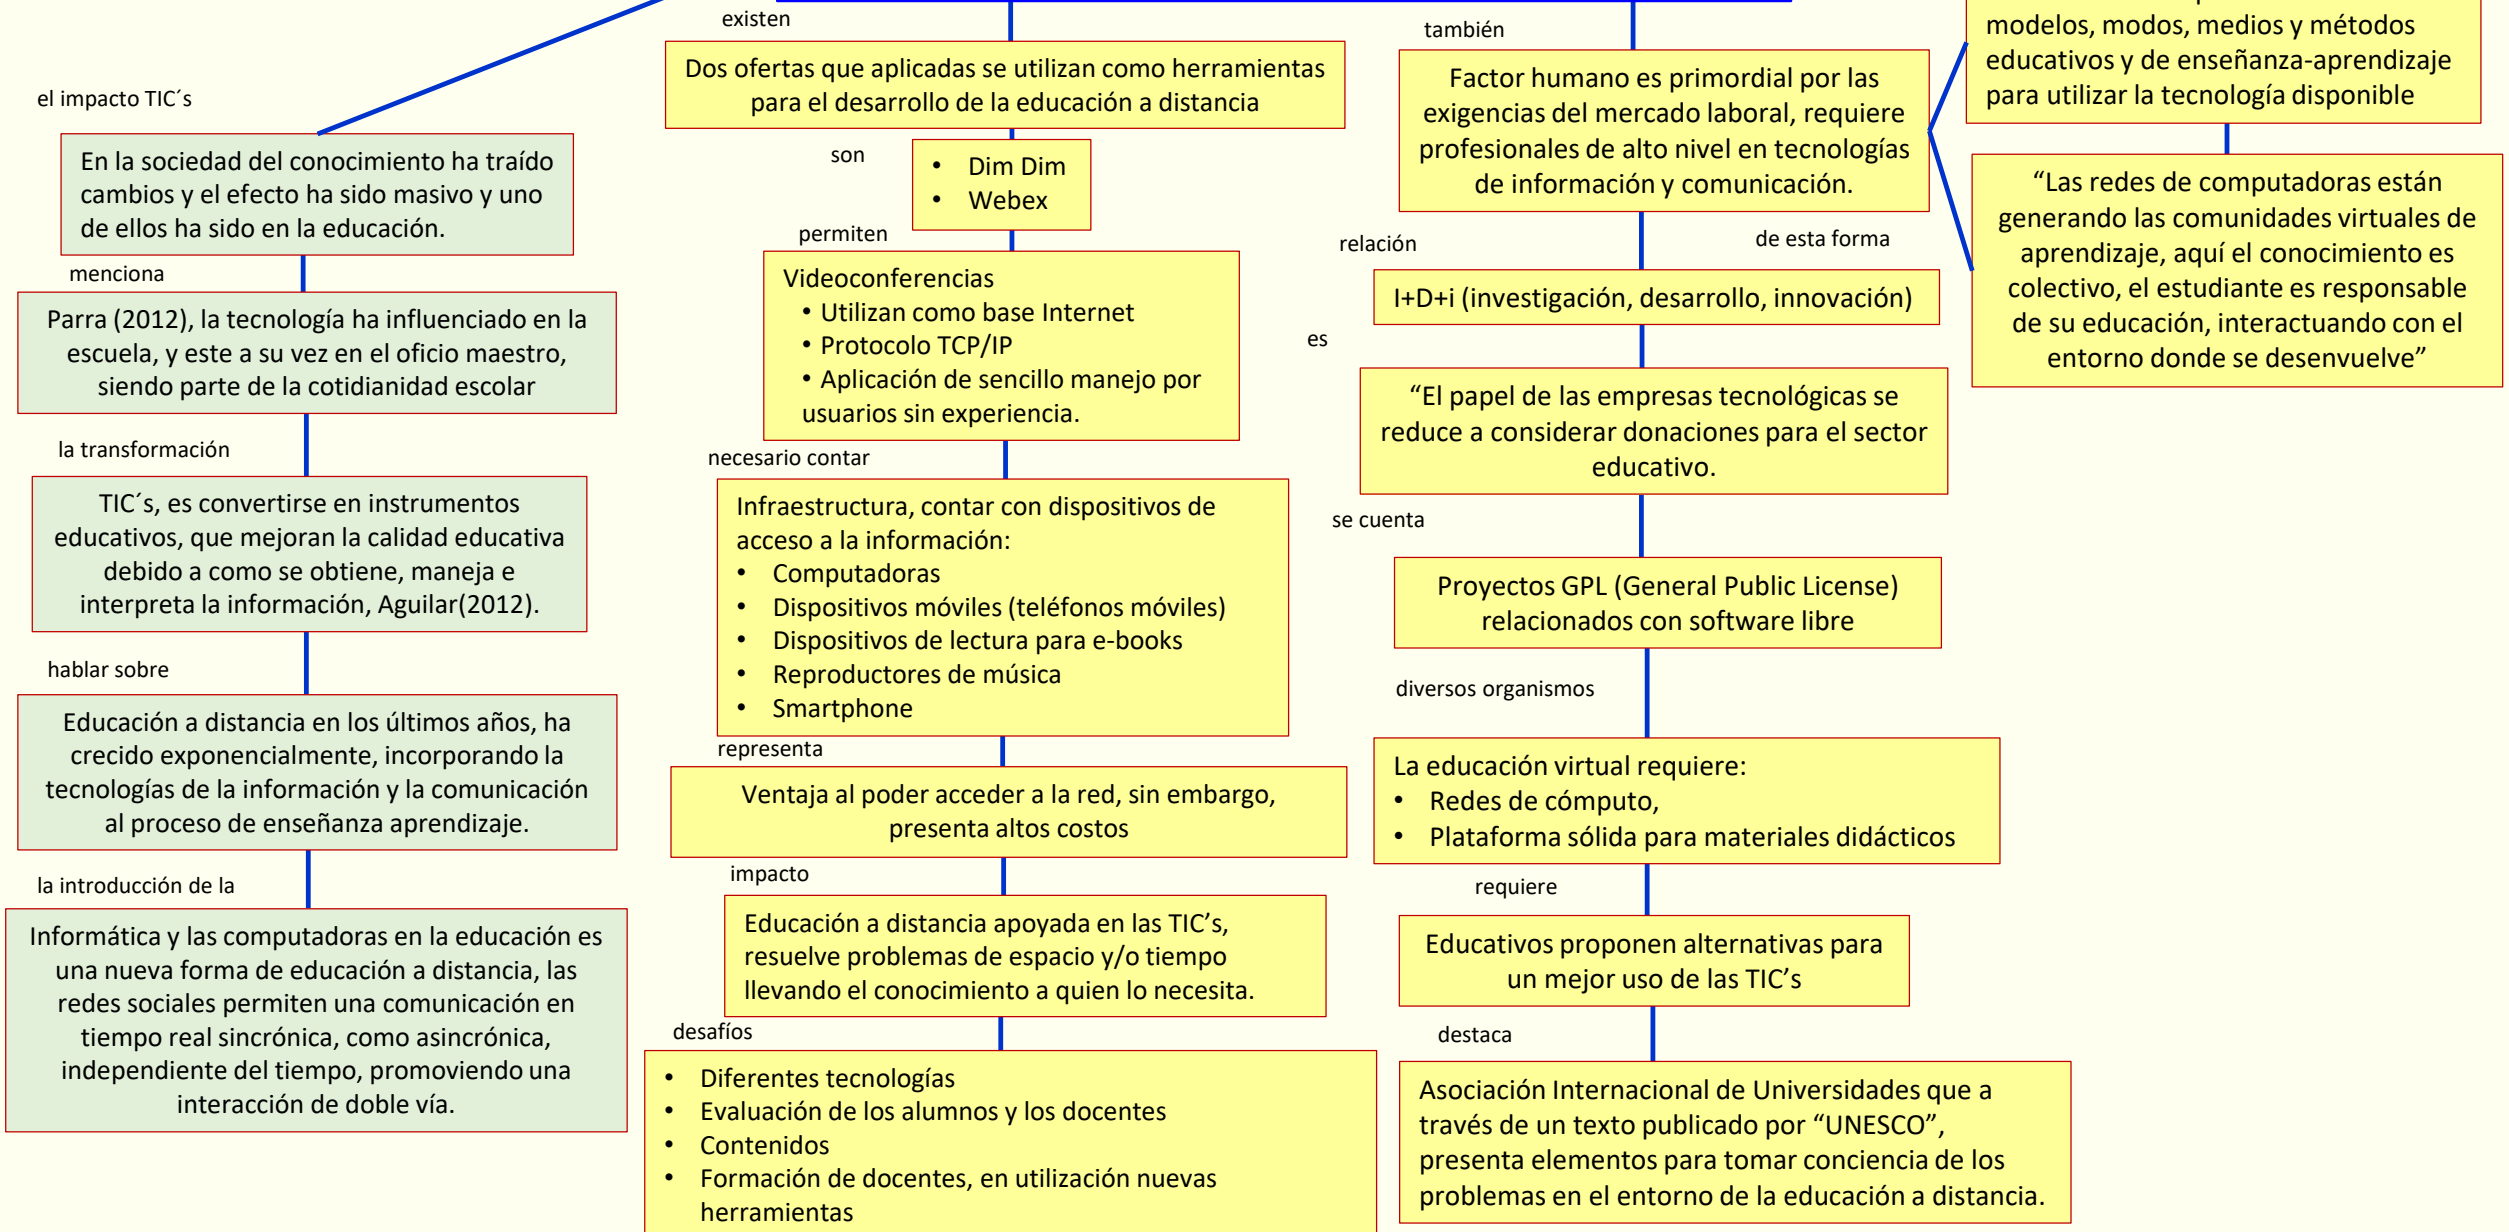 el impacto TIC´s
En la sociedad del conocimiento ha traído
cambios y el efecto ha sido masivo y uno
de ellos ha sido en la educación.
menciona
Parra (2012), la tecnología ha influenciado en la
escuela, y este a su vez en el oficio maestro,
siendo parte de la cotidianidad escolar
la transformación
TIC´s, es convertirse en instrumentos
educativos, que mejoran la calidad educativa
debido a como se obtiene, maneja e
interpreta la información, Aguilar(2012).
hablar sobre
Educación a distancia en los últimos años, ha
crecido exponencialmente, incorporando la
tecnologías de la información y la comunicación
al proceso de enseñanza aprendizaje.
la introducción de la
Informática y las computadoras en la educación es
una nueva forma de educación a distancia, las
redes sociales permiten una comunicación en
tiempo real sincrónica, como asincrónica,
independiente del tiempo, promoviendo una
interacción de doble vía.
existen
Dos ofertas que aplicadas se utilizan como herramientas
para el desarrollo de la educación a distancia
son
• Dim Dim
• Webex
permiten
Videoconferencias
• Utilizan como base Internet
• Protocolo TCP/IP
• Aplicación de sencillo manejo por
usuarios sin experiencia.
necesario contar
Infraestructura, contar con dispositivos de
acceso a la información:
• Computadoras
• Dispositivos móviles (teléfonos móviles)
• Dispositivos de lectura para e-books
• Reproductores de música
• Smartphone
representa
Ventaja al poder acceder a la red, sin embargo,
presenta altos costos
impacto
Educación a distancia apoyada en las TIC’s,
resuelve problemas de espacio y/o tiempo
llevando el conocimiento a quien lo necesita.
desafíos
• Diferentes tecnologías
• Evaluación de los alumnos y los docentes
• Contenidos
• Formación de docentes, en utilización nuevas
herramientas
también
Factor humano es primordial por las
exigencias del mercado laboral, requiere
profesionales de alto nivel en tecnologías
de información y comunicación.
relación
de esta forma
I+D+i (investigación, desarrollo, innovación)
es
“El papel de las empresas tecnológicas se
reduce a considerar donaciones para el sector
educativo.
se cuenta
Proyectos GPL (General Public License)
relacionados con software libre
diversos organismos
La educación virtual requiere:
• Redes de cómputo,
• Plataforma sólida para materiales didácticos
requiere
Educativos proponen alternativas para
un mejor uso de las TIC’s
destaca
Asociación Internacional de Universidades que a
través de un texto publicado por “UNESCO”,
presenta elementos para tomar conciencia de los
problemas en el entorno de la educación a distancia.
modelos, modos, medios y métodos
educativos y de enseñanza-aprendizaje
para utilizar la tecnología disponible
“Las redes de computadoras están
generando las comunidades virtuales de
aprendizaje, aquí el conocimiento es
colectivo, el estudiante es responsable
de su educación, interactuando con el
entorno donde se desenvuelve”